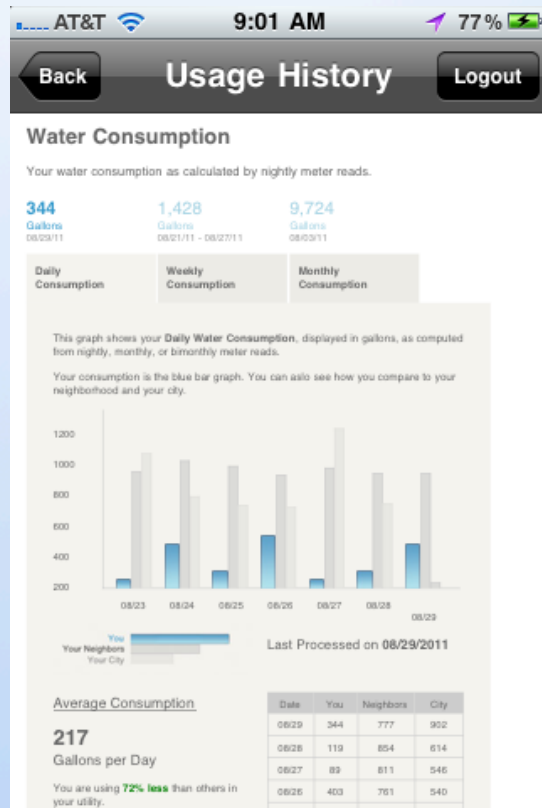 AT&T 9:01 AM 77%
Back Usage History Logout
Water Consumption
Your water consumption as calculated by nightly meter reads.
344 1,428 9,724
Gallons Gallons Gallons
08/29/11 08/21/11 - 08/27/11 08/03/11
Daily Weekly Monthly
Consumption Consumption Consumption
This graph shows your Daily Water Consumption, displayed in gallons, as computed
from nightly, monthly, or bimonthly meter reads.
Your consumption is the blue bar graph. You can aslo see how you compare to your
neighborhood and your city.
1200
1000
800
600
400
200
08/23 08/24 08/25 08/26 08/27 08/28 08/29
You
Your Neighbors
Your City
Last Processed on 08/29/2011
Average Consumption
217
Gallons per Day
You are using 72% less than others in
your utility.
Date You Neighbors City
08/29 344 777 902
08/28 119 854 614
08/27 89 811 546
08/26 403 761 540